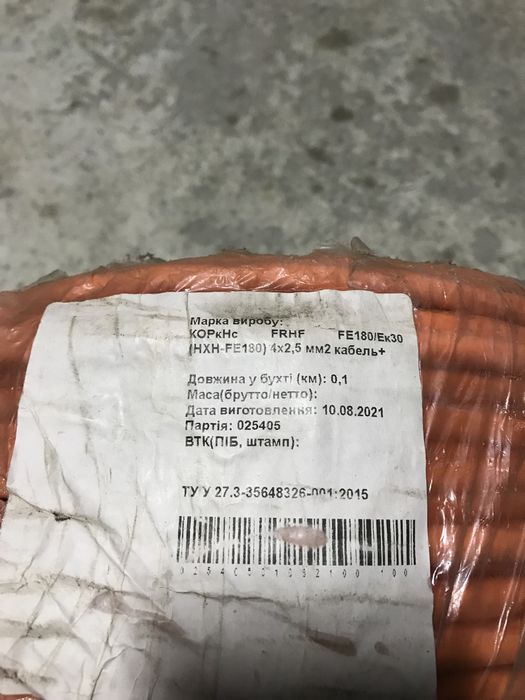 Марка виробу:
КОРкНс FRHF FE180/Ек30
(НХН-FE180) 4х2,5 мм2 кабель+
Довжина у бухті (км): 0,1
Маса(брутто/нетто):
Дата виготовлення: 10.08.2021
Партія: 025405
ВТК(ПІБ, штамп):
ТУ У 27.3-35648326-001:2015